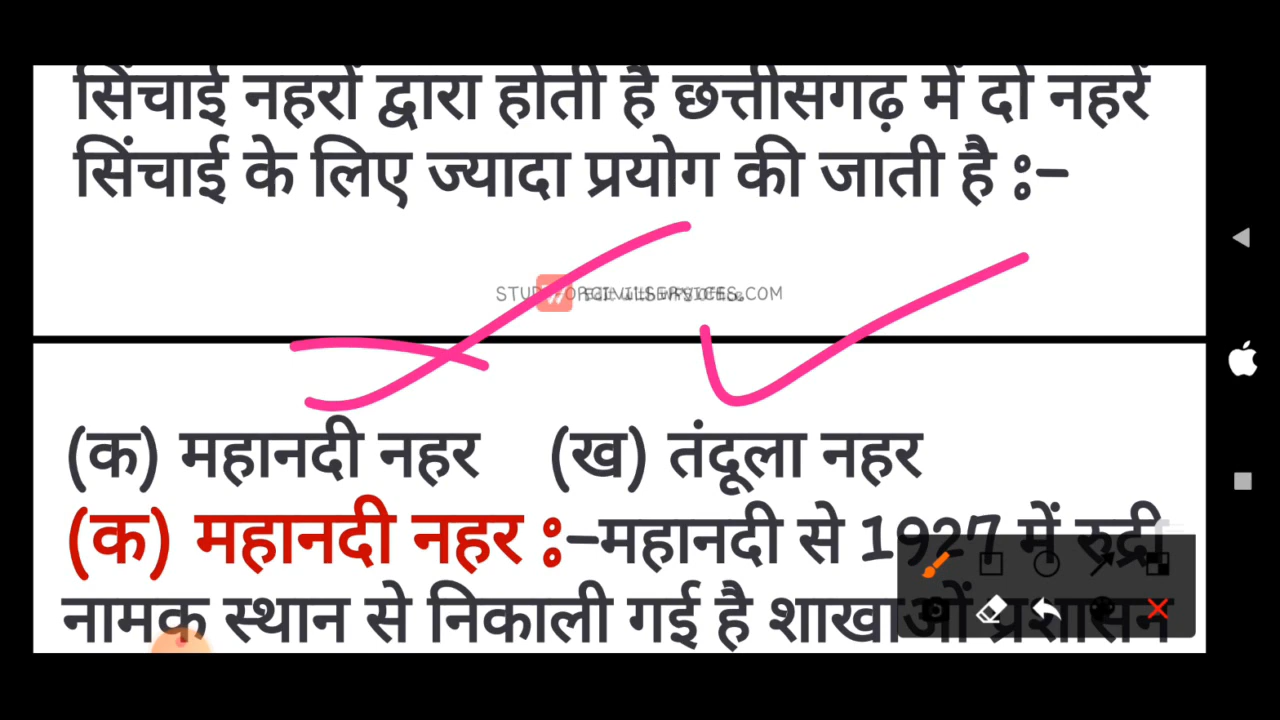 सिंचाई नहरों द्वारा होती है छत्तीसगढ़ में दो नहरें
सिंचाई के लिए ज्यादा प्रयोग की जाती है :-
(क) महानदी नहर (ख) तंदूला नहर
(क) महानदी नहर :-महानदी से 1927 में रुद्री
नामक स्थान से निकाली गई है शाखाओं प्रशासन